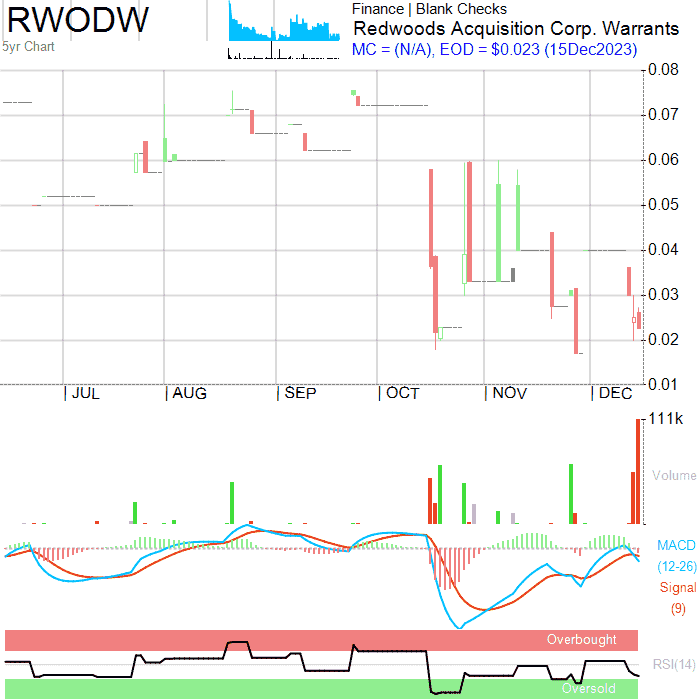 RWODW
5yr Chart
Finance | Blank Checks
Redwoods Acquisition Corp. Warrants
MC = (N/A), EOD = $0.023 (15Dec2023)
0.08
0.07
0.06
0.05
0.04
0.03
0.02
0.01
JUL AUG SEP OCT NOV DEC
111k
Volume
MACD
(12-26)
Signal
(9)
Overbought
RSI(14)
Oversold